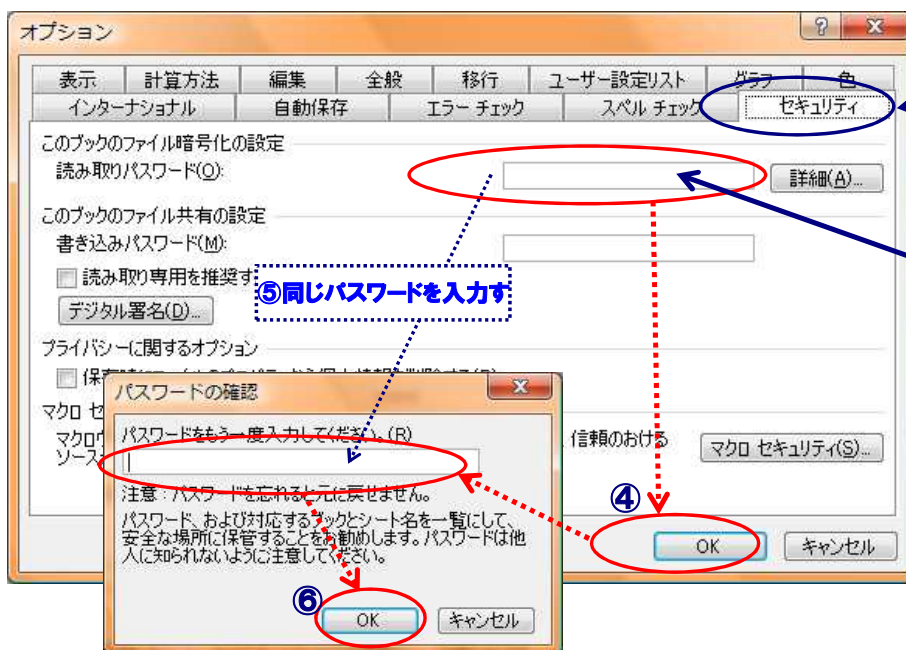 オプション
表示 計算方法 編集 全般 移行 ユーザー設定リスト グラフ 色
インターナショナル 自動保存 エラー チェック スペル チェック セキュリティ
このブックのファイル暗号化の設定
読み取りパスワード(O):
詳細(A)...
このブックのファイル共有の設定
書き込みパスワード(M):
読み取り専用を推奨す
⑤同じパスワードを入力す
デジタル署名(D)...
プライバシーに関するオプション
パスワードの確認
マクロ セ
パスワードをもう一度入力してください。(R)
信頼のおける
マクロ セキュリティ(S)...
注意 : パスワードを忘れると元に戻せません。
パスワード、および対応するブックとシート名を一覧にして、
安全な場所に保管することをお勧めします。パスワードは他
人に知られないように注意してください。
④
OK キャンセル
⑥
OK キャンセル